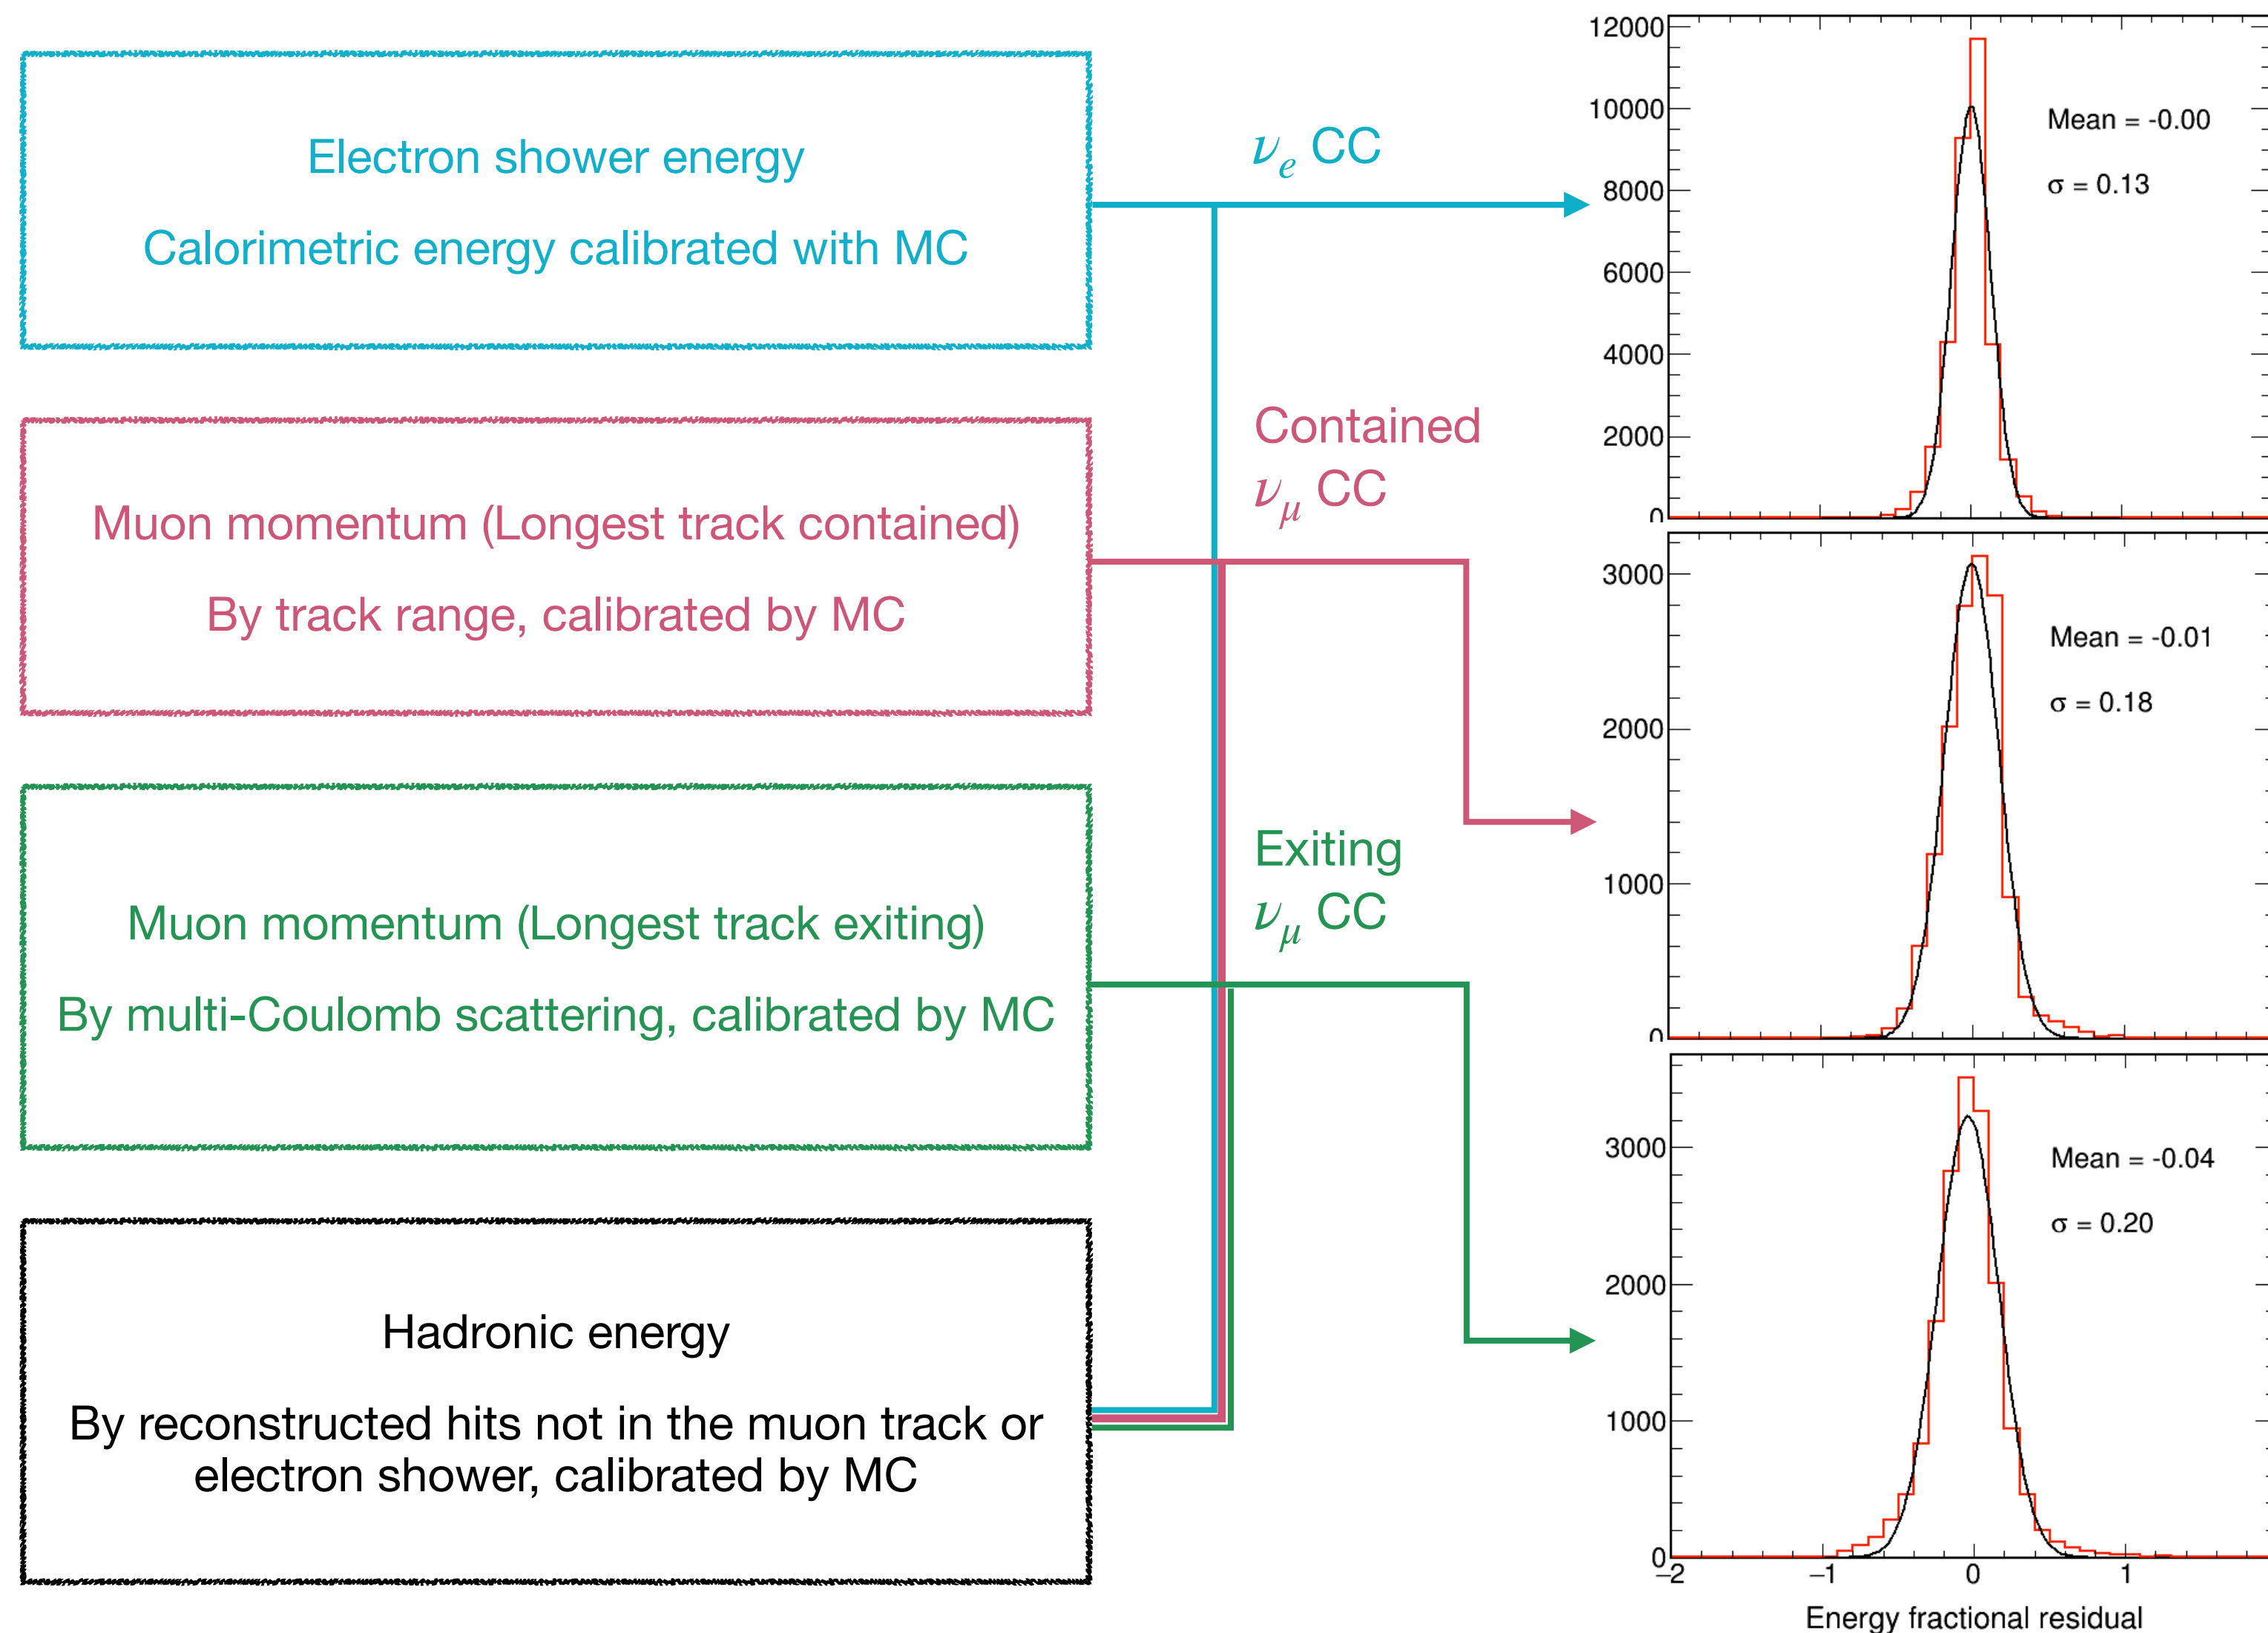 Electron shower energy
Calorimetric energy calibrated with MC
Muon momentum (Longest track contained)
By track range, calibrated by MC
Muon momentum (Longest track exiting)
By multi-Coulomb scattering, calibrated by MC
Hadronic energy
By reconstructed hits not in the muon track or
electron shower, calibrated by MC
νe CC
Contained
νμ CC
Exiting
νμ CC
12000
10000
8000
6000
4000
2000
0
Mean = -0.00
σ = 0.13
3000
2000
1000
0
Mean = -0.01
σ = 0.18
3000
2000
1000
0
Mean = -0.04
σ = 0.20
−2 −1 0 1
Energy fractional residual